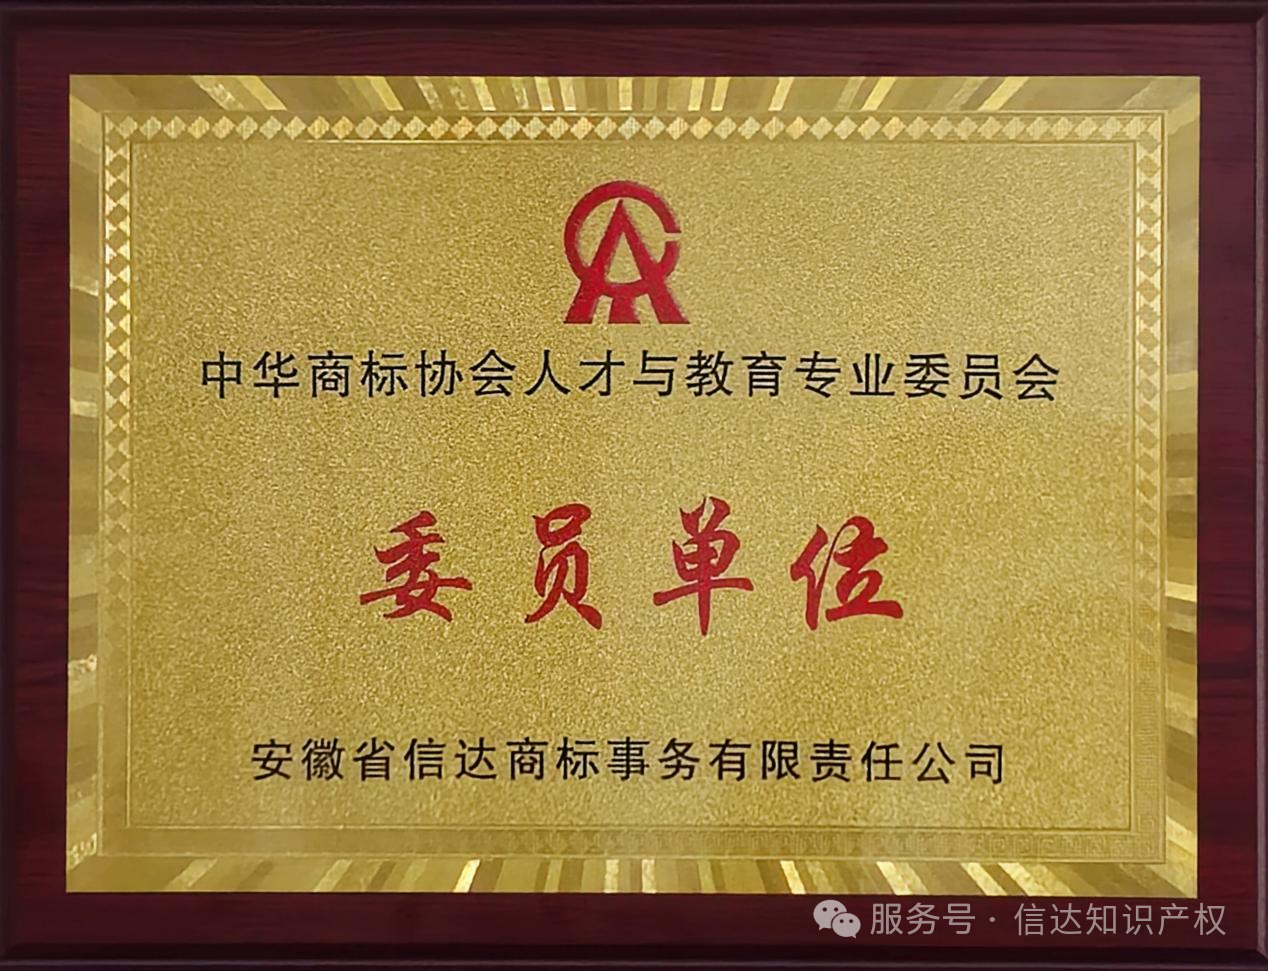 中华商标协会人才与教育专业委员会
委员单位
安徽省信达商标事务有限责任公司
服务号·信达知识产权